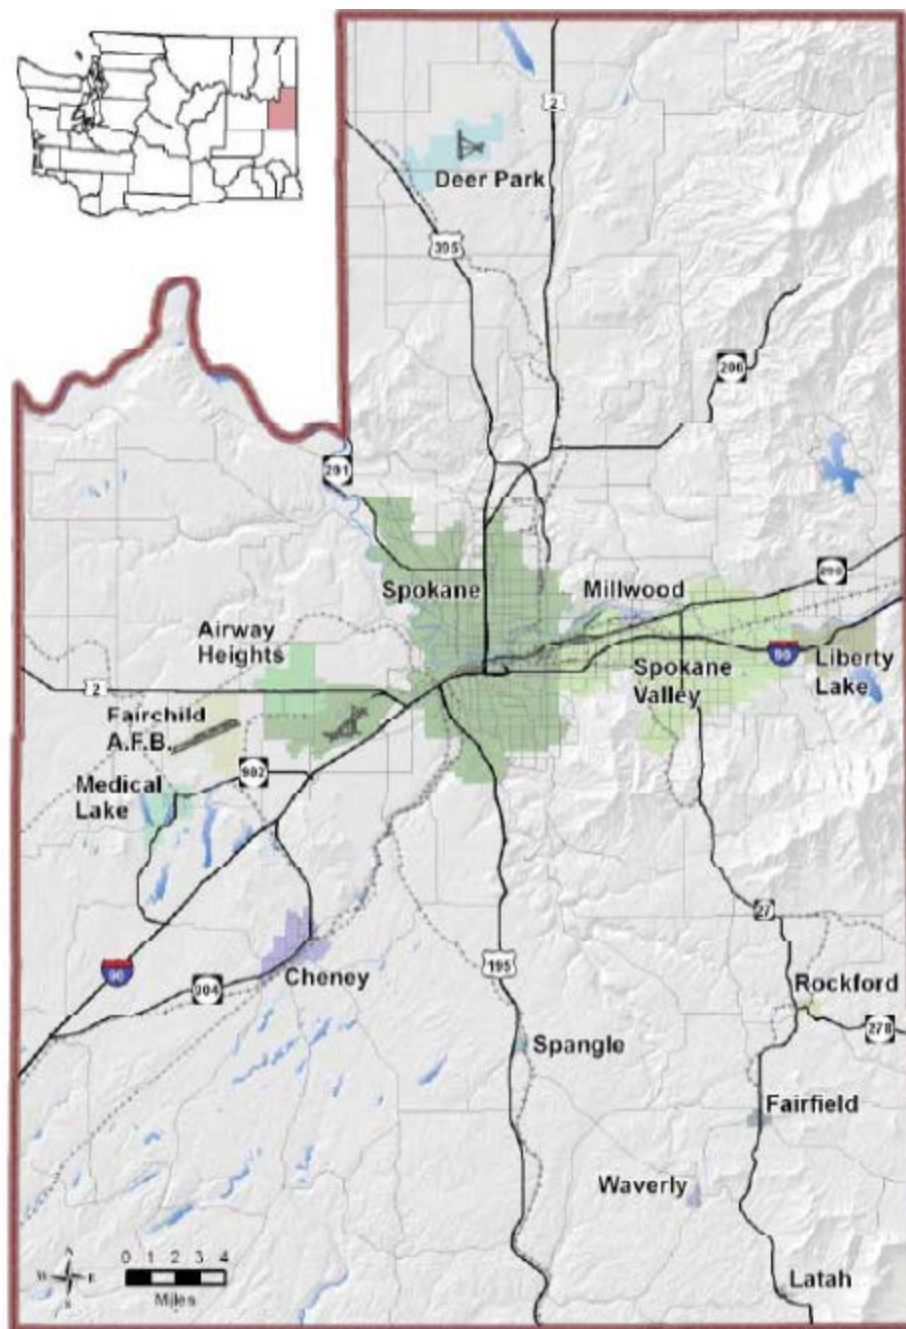 2
Deer Park
395
206
291
290
Spokane
Millwood
Airway
Heights
90
Liberty
Lake
Spokane
Valley
2
Fairchild
A.F.B.
902
Medical
Lake
27
195
90
Cheney
904
Rockford
278
Spangle
Fairfield
Waverly
Latah
N
W E
S
0 1 2 3 4
Miles